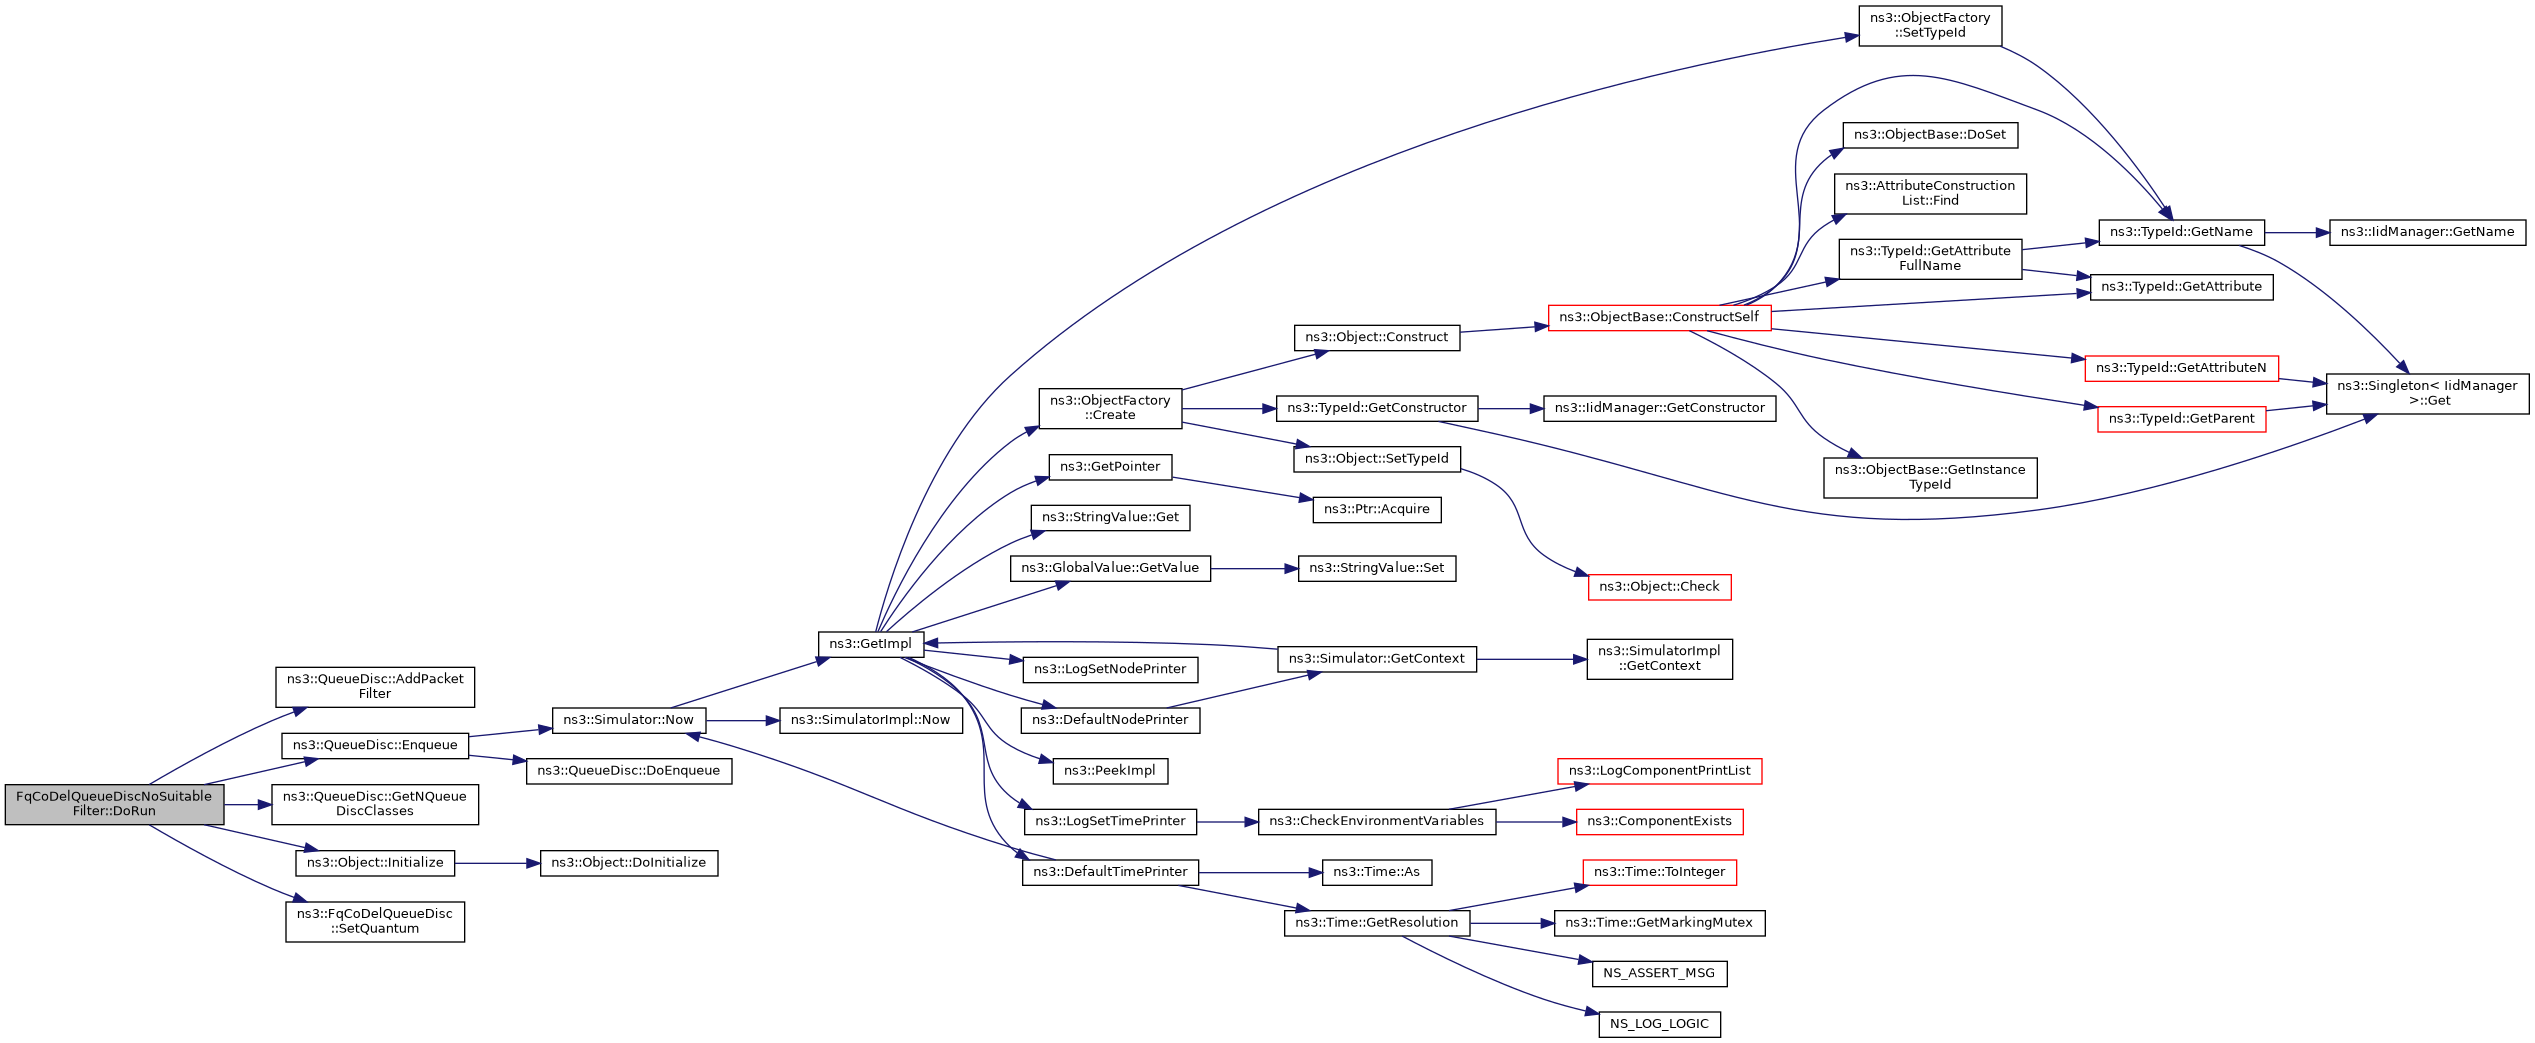 ns3::ObjectFactory
::SetTypeId
ns3::ObjectBase::DoSet
ns3::AttributeConstruction
List::Find
ns3::TypeId::GetName
ns3::IidManager::GetName
ns3::TypeId::GetAttribute
FullName
ns3::TypeId::GetAttribute
ns3::ObjectBase::ConstructSelf
ns3::Object::Construct
ns3::TypeId::GetAttributeN
ns3::Singleton< IidManager
>::Get
ns3::ObjectFactory
::Create
ns3::TypeId::GetConstructor
ns3::IidManager::GetConstructor
ns3::TypeId::GetParent
ns3::Object::SetTypeId
ns3::GetPointer
ns3::ObjectBase::GetInstance
TypeId
ns3::Ptr::Acquire
ns3::StringValue::Get
ns3::GlobalValue::GetValue
ns3::StringValue::Set
ns3::Object::Check
ns3::GetImpl
ns3::Simulator::GetContext
ns3::SimulatorImpl
::GetContext
ns3::LogSetNodePrinter
ns3::QueueDisc::AddPacket
Filter
ns3::Simulator::Now
ns3::SimulatorImpl::Now
ns3::DefaultNodePrinter
ns3::QueueDisc::Enqueue
ns3::QueueDisc::DoEnqueue
ns3::PeekImpl
ns3::LogComponentPrintList
FqCoDelQueueDiscNoSuitable
Filter::DoRun
ns3::QueueDisc::GetNQueue
DiscClasses
ns3::LogSetTimePrinter
ns3::CheckEnvironmentVariables
ns3::ComponentExists
ns3::Object::Initialize
ns3::Object::DoInitialize
ns3::DefaultTimePrinter
ns3::Time::As
ns3::Time::ToInteger
ns3::FqCoDelQueueDisc
::SetQuantum
ns3::Time::GetResolution
ns3::Time::GetMarkingMutex
NS_ASSERT_MSG
NS_LOG_LOGIC